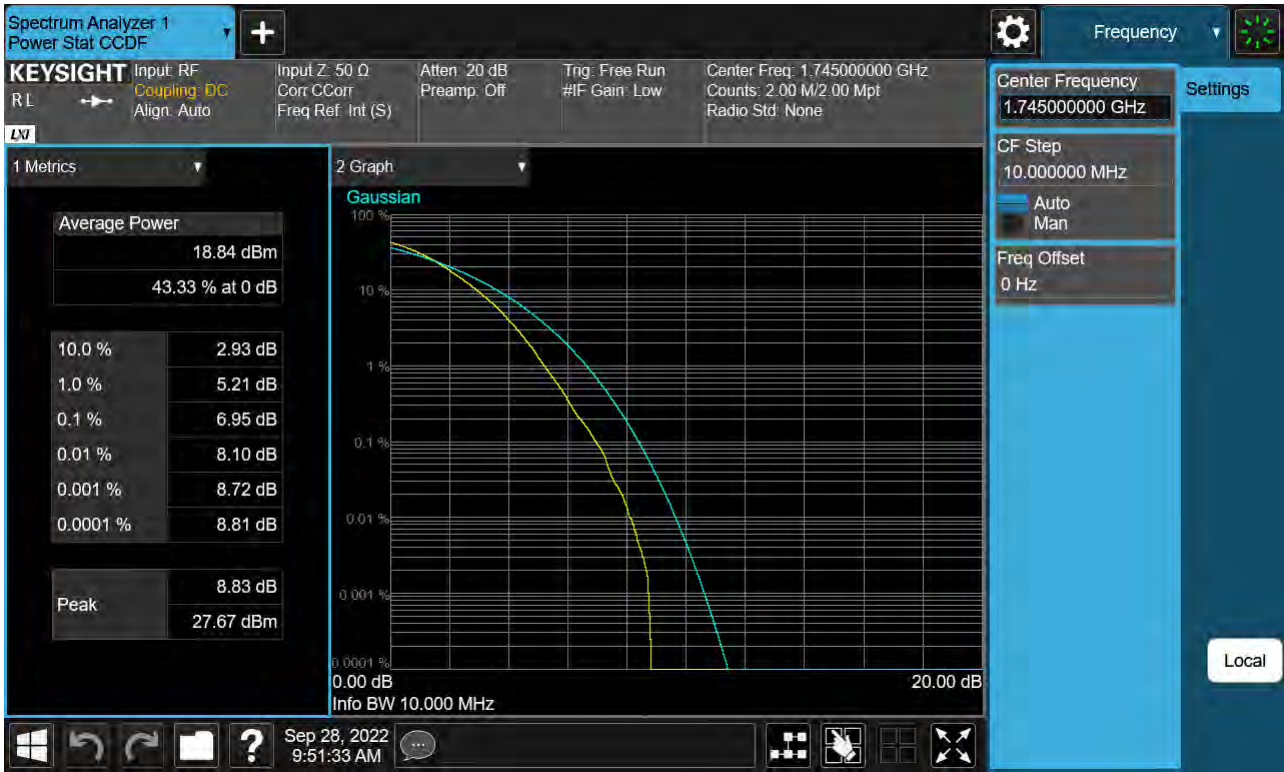 Spectrum Analyzer 1
Power Stat CCDF
Frequency
KEYSIGHT
RL
LXI
Input: RF
Coupling: DC
Align: Auto
Input Z: 50 Ω
Corr CCorr
Freq Ref: Int (S)
Atten: 20 dB
Preamp: Off
Trig: Free Run
#IF Gain: Low
Center Freq: 1.745000000 GHz
Counts: 2.00 M/2.00 Mpt
Radio Std: None
Center Frequency
1.745000000 GHz
Settings
CF Step
10.000000 MHz
Auto
Man
Freq Offset
0 Hz
Local
1 Metrics
Average Power
18.84 dBm
43.33 % at 0 dB
10.0 % 2.93 dB
1.0 % 5.21 dB
0.1 % 6.95 dB
0.01 % 8.10 dB
0.001 % 8.72 dB
0.0001 % 8.81 dB
Peak
8.83 dB
27.67 dBm
2 Graph
Gaussian
100 %
10 %
1 %
0.1 %
0.01 %
0.001 %
0.0001 %
0.00 dB 20.00 dB
Info BW 10.000 MHz
?
Sep 28, 2022
9:51:33 AM